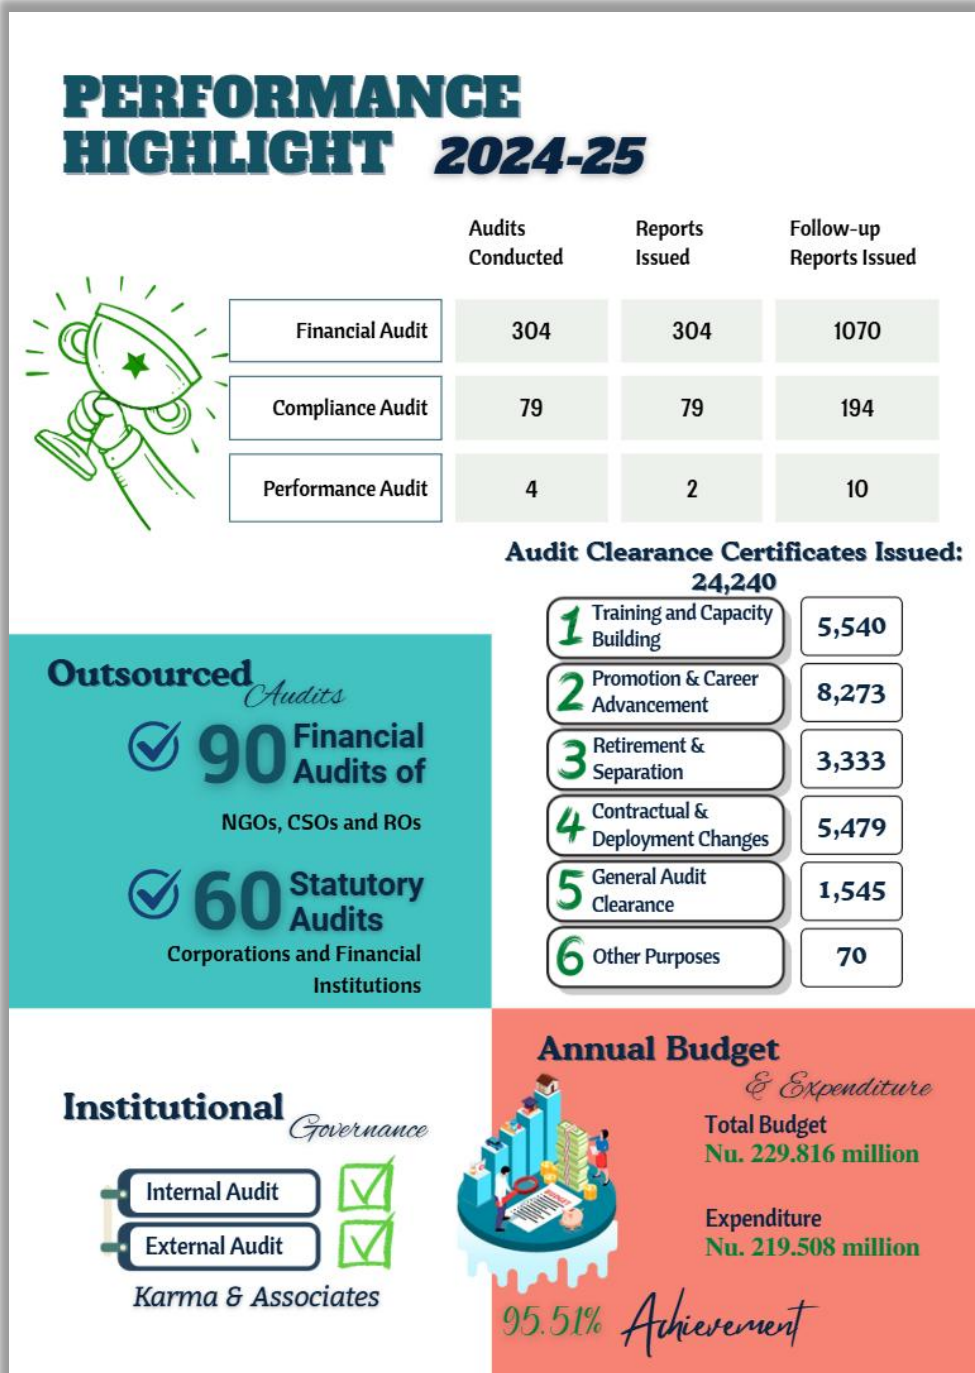 PERFORMANCE
HIGHLIGHT 2024-25
Audits Conducted
Reports Issued
Follow-up Reports Issued
Financial Audit 304 304 1070
Compliance Audit 79 79 194
Performance Audit 4 2 10
Audit Clearance Certificates Issued:
24,240
1 Training and Capacity
Building
5,540
2 Promotion & Career
Advancement
8,273
3 Retirement &
Separation
3,333
4 Contractual &
Deployment Changes
5,479
5 General Audit
Clearance
1,545
6 Other Purposes
70
Outsourced
Audits
90 Financial
Audits of
NGOs, CSOs and ROs
60 Statutory
Audits
Corporations and Financial
Institutions
Institutional
Governance
Internal Audit
External Audit
Karma & Associates
Annual Budget
& Expenditure
Total Budget
Nu. 229.816 million
Expenditure
Nu. 219.508 million
BUDGET
95.51% Achievement